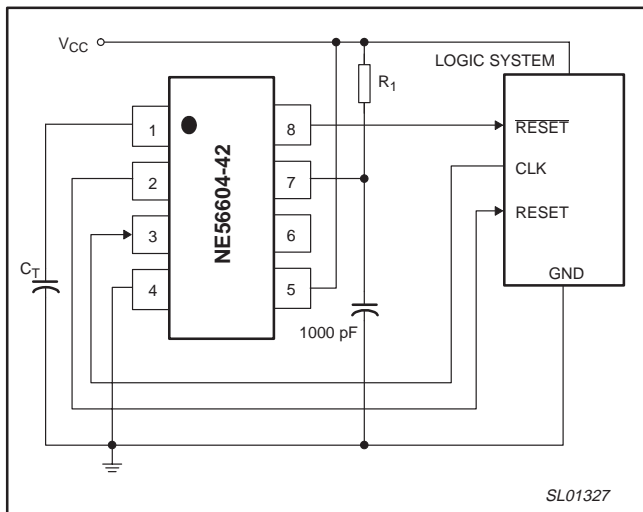 V_CC
LOGIC SYSTEM
R_1
1
2
3
4
NE56604-42
8
7
6
5
RESET
CLK
RESET
GND
C_T
1000 pF
SL01327